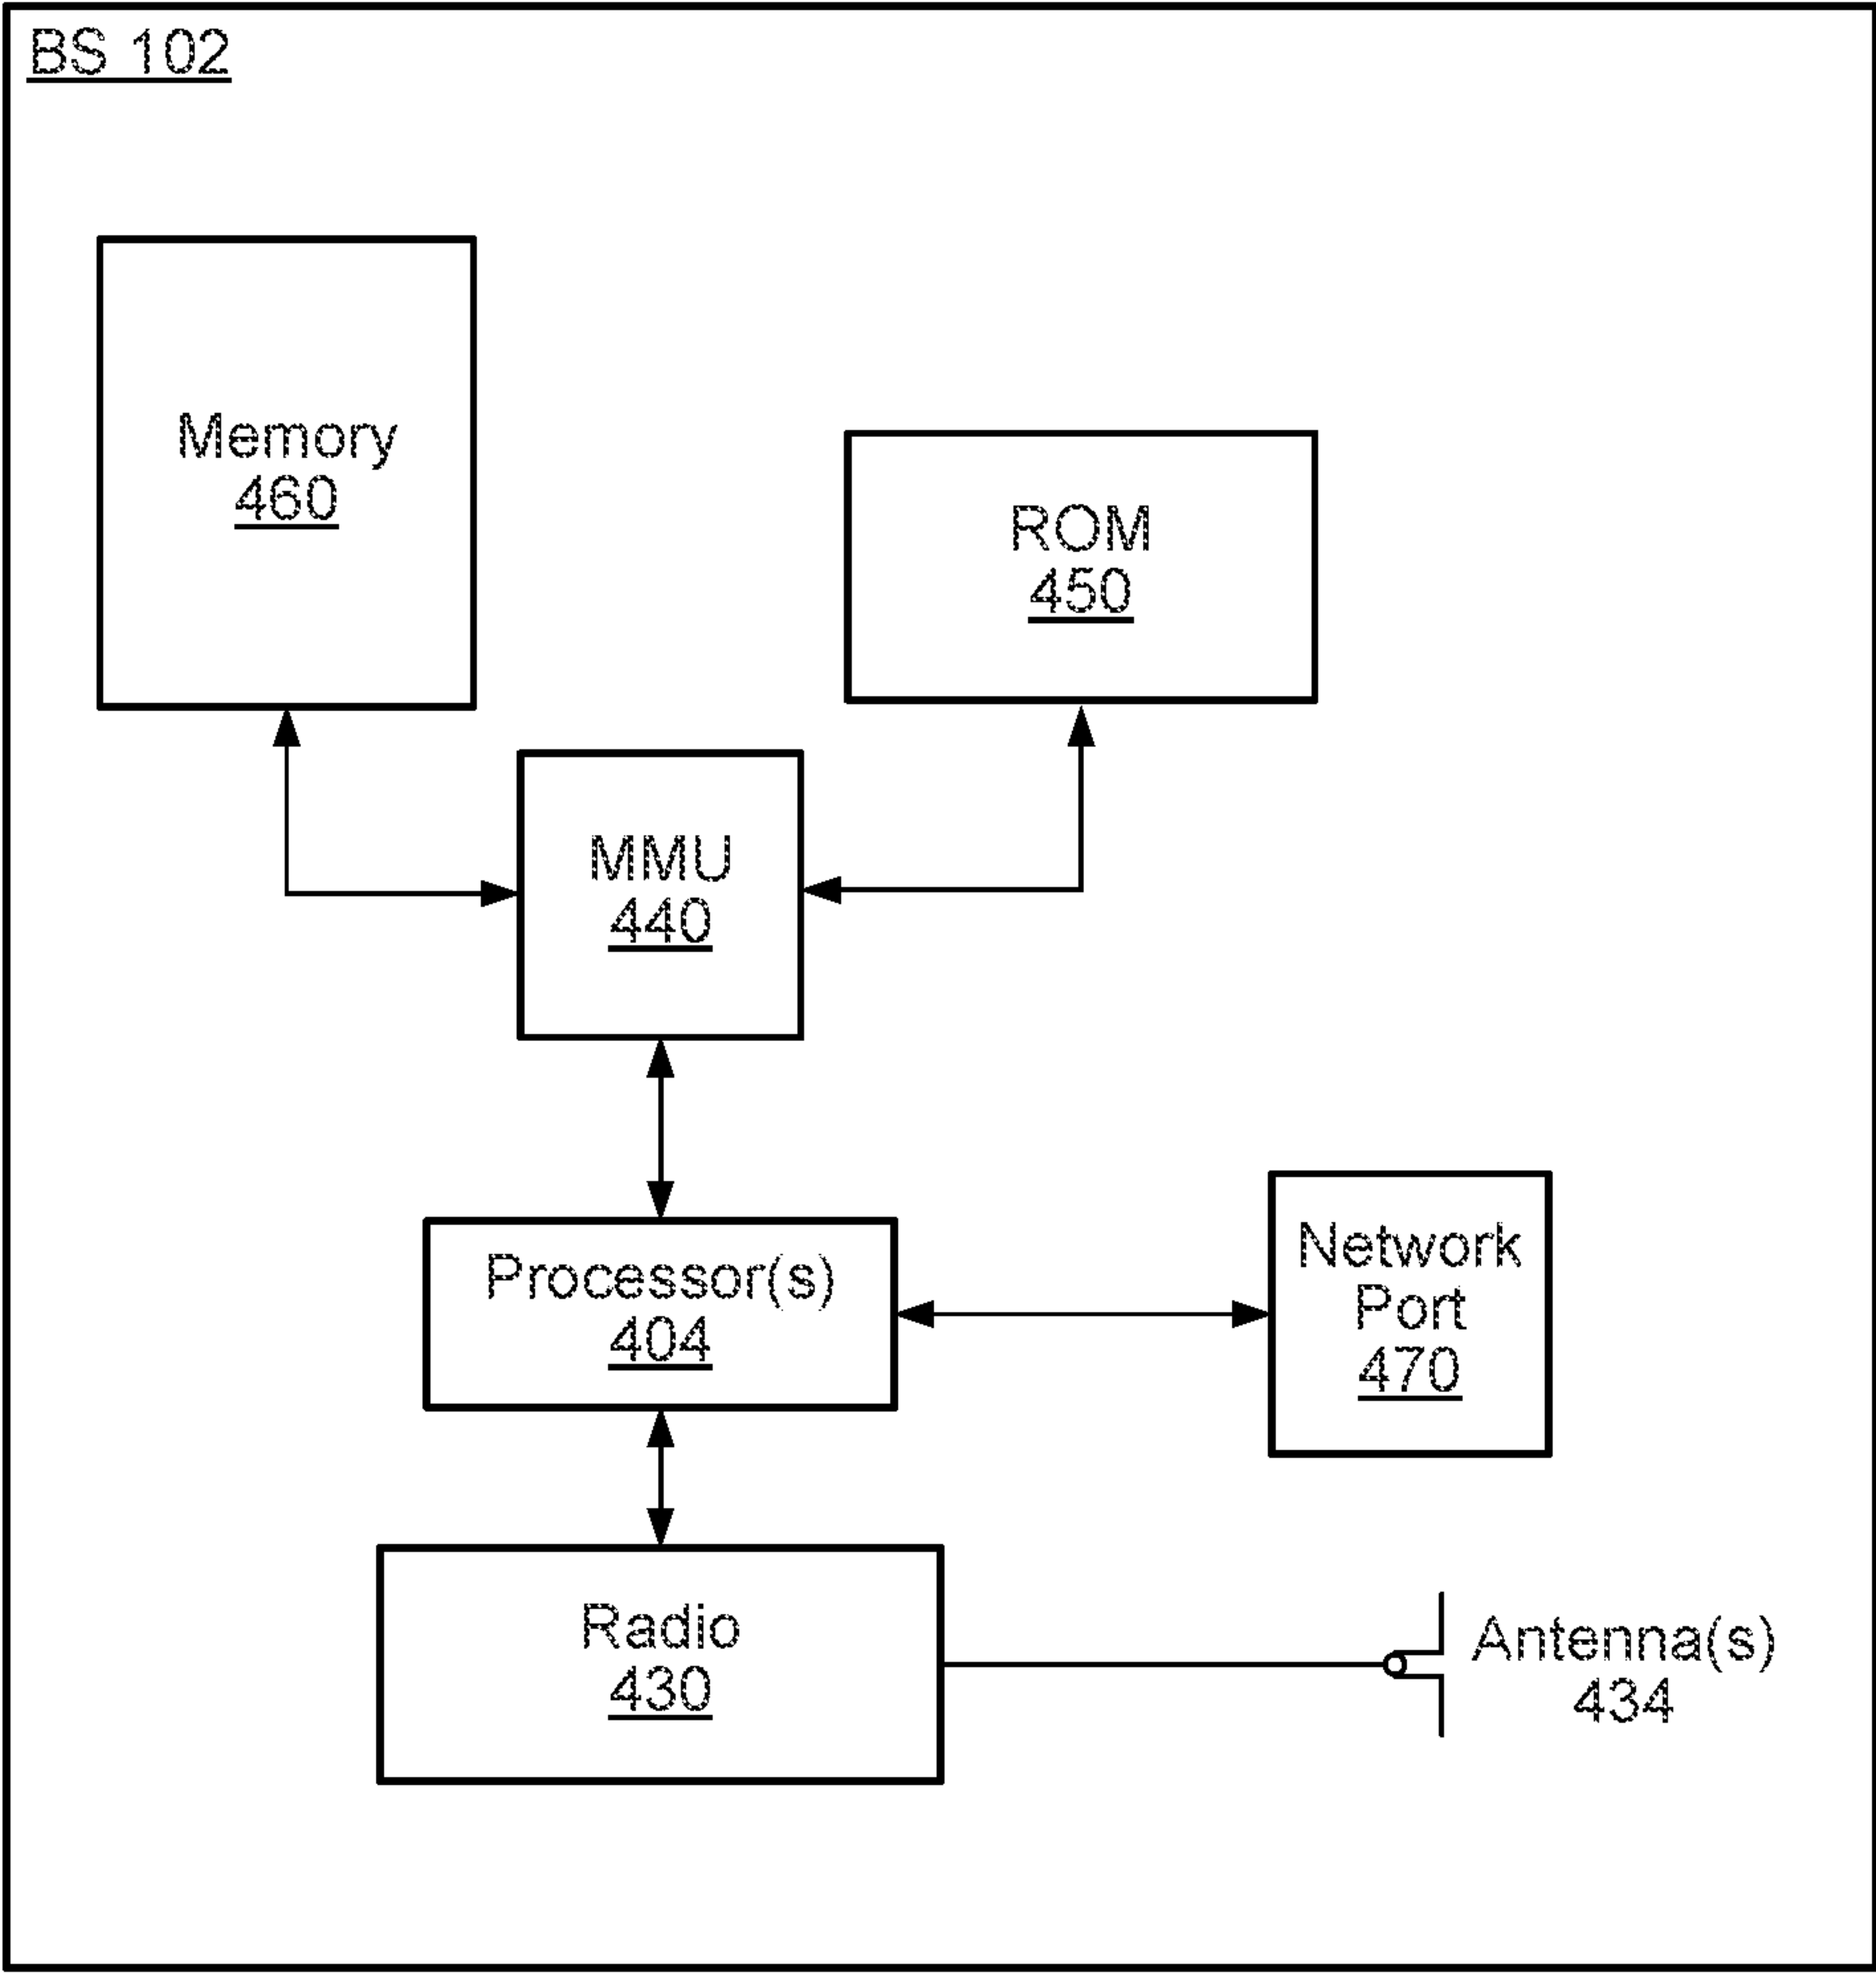 BS 102
Memory
460
ROM
450
MMU
440
Processor(s)
404
Network
Port
470
Radio
430
Antenna(s)
434